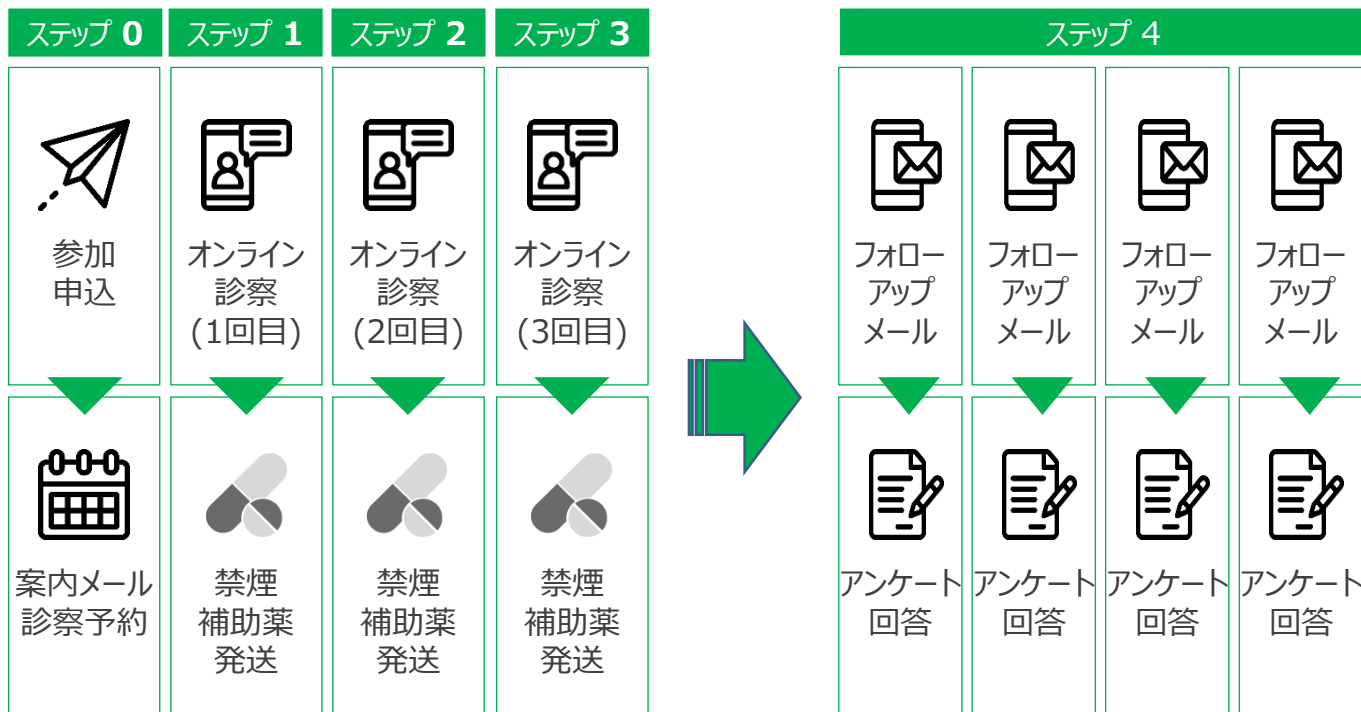 ステップ 0
参加
申込
案内メール
診察予約
ステップ 1
オンライン
診察
(1回目)
禁煙
補助薬
発送
ステップ 2
オンライン
診察
(2回目)
禁煙
補助薬
発送
ステップ 3
オンライン
診察
(3回目)
禁煙
補助薬
発送
ステップ 4
フォロー
アップ
メール
アンケート
回答
フォロー
アップ
メール
アンケート
回答
フォロー
アップ
メール
アンケート
回答
フォロー
アップ
メール
アンケート
回答